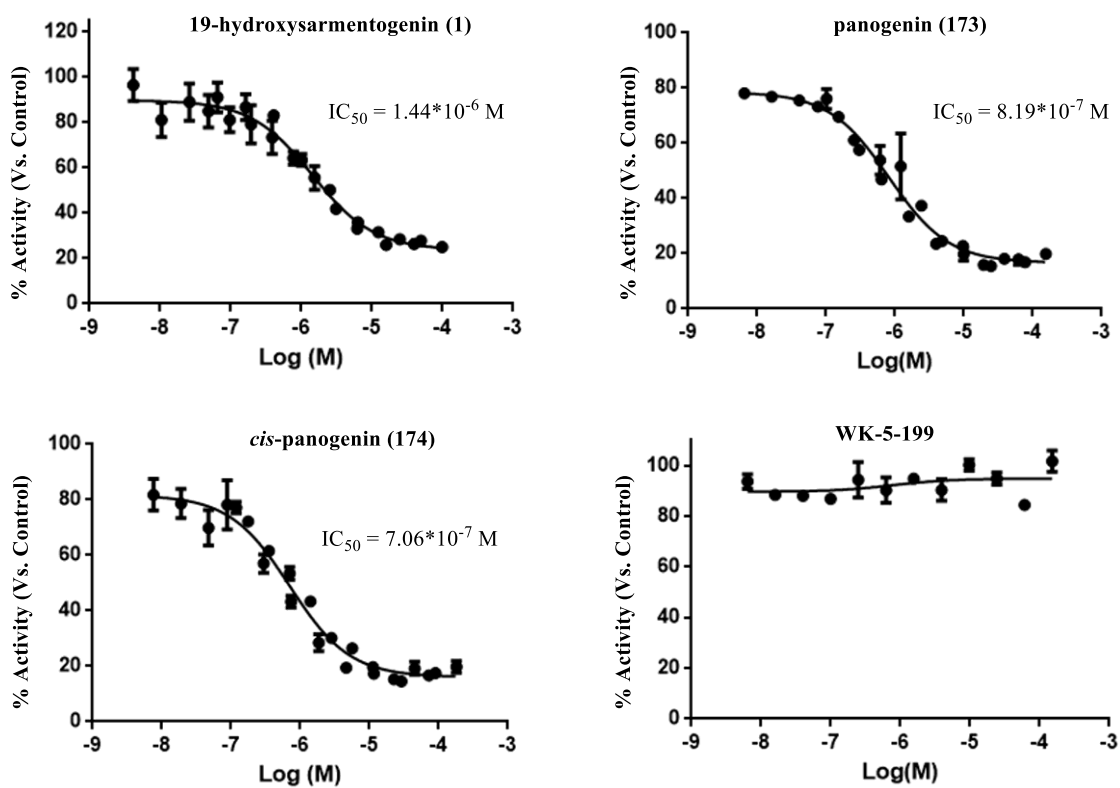 19-hydroxysarmentogenin (1)
% Activity (Vs. Control)
120
100
80
60
40
20
0
IC50 = 1.44*10-6 M
-9 -8 -7 -6 -5 -4 -3
Log (M)
panogenin (173)
% Activity (Vs. Control)
100
80
60
40
20
0
IC50 = 8.19*10-7 M
-9 -8 -7 -6 -5 -4 -3
Log(M)
cis-panogenin (174)
% Activity (Vs. Control)
100
80
60
40
20
0
IC50 = 7.06*10-7 M
-9 -8 -7 -6 -5 -4 -3
Log (M)
WK-5-199
% Activity (Vs. Control)
100
80
60
40
20
0
-9 -8 -7 -6 -5 -4 -3
Log(M)